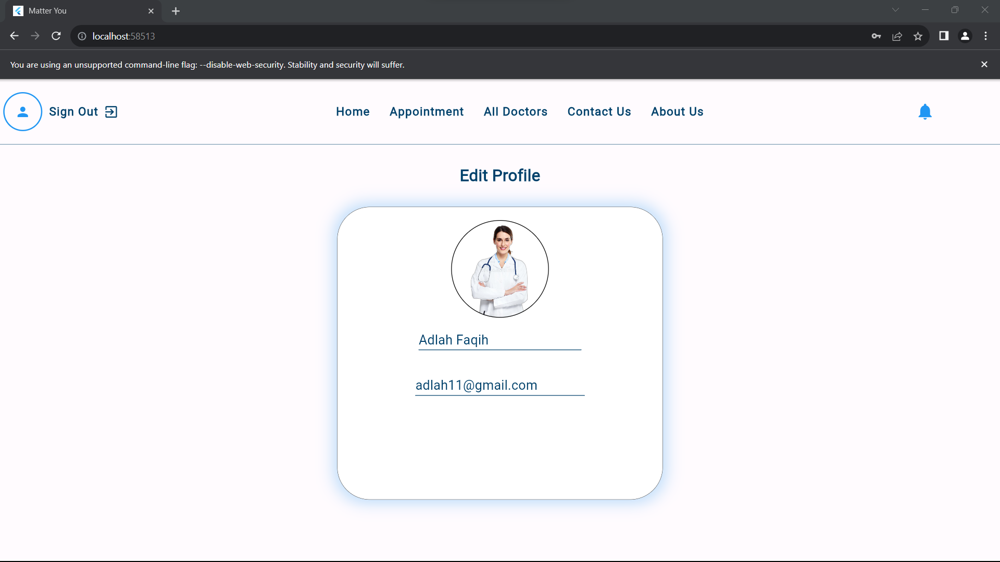 Matter You
localhost:58513
You are using an unsupported command-line flag: --disable-web-security. Stability and security will suffer.
Sign Out
Home Appointment All Doctors Contact Us About Us
Edit Profile
Adlah Faqih
adlah11@gmail.com